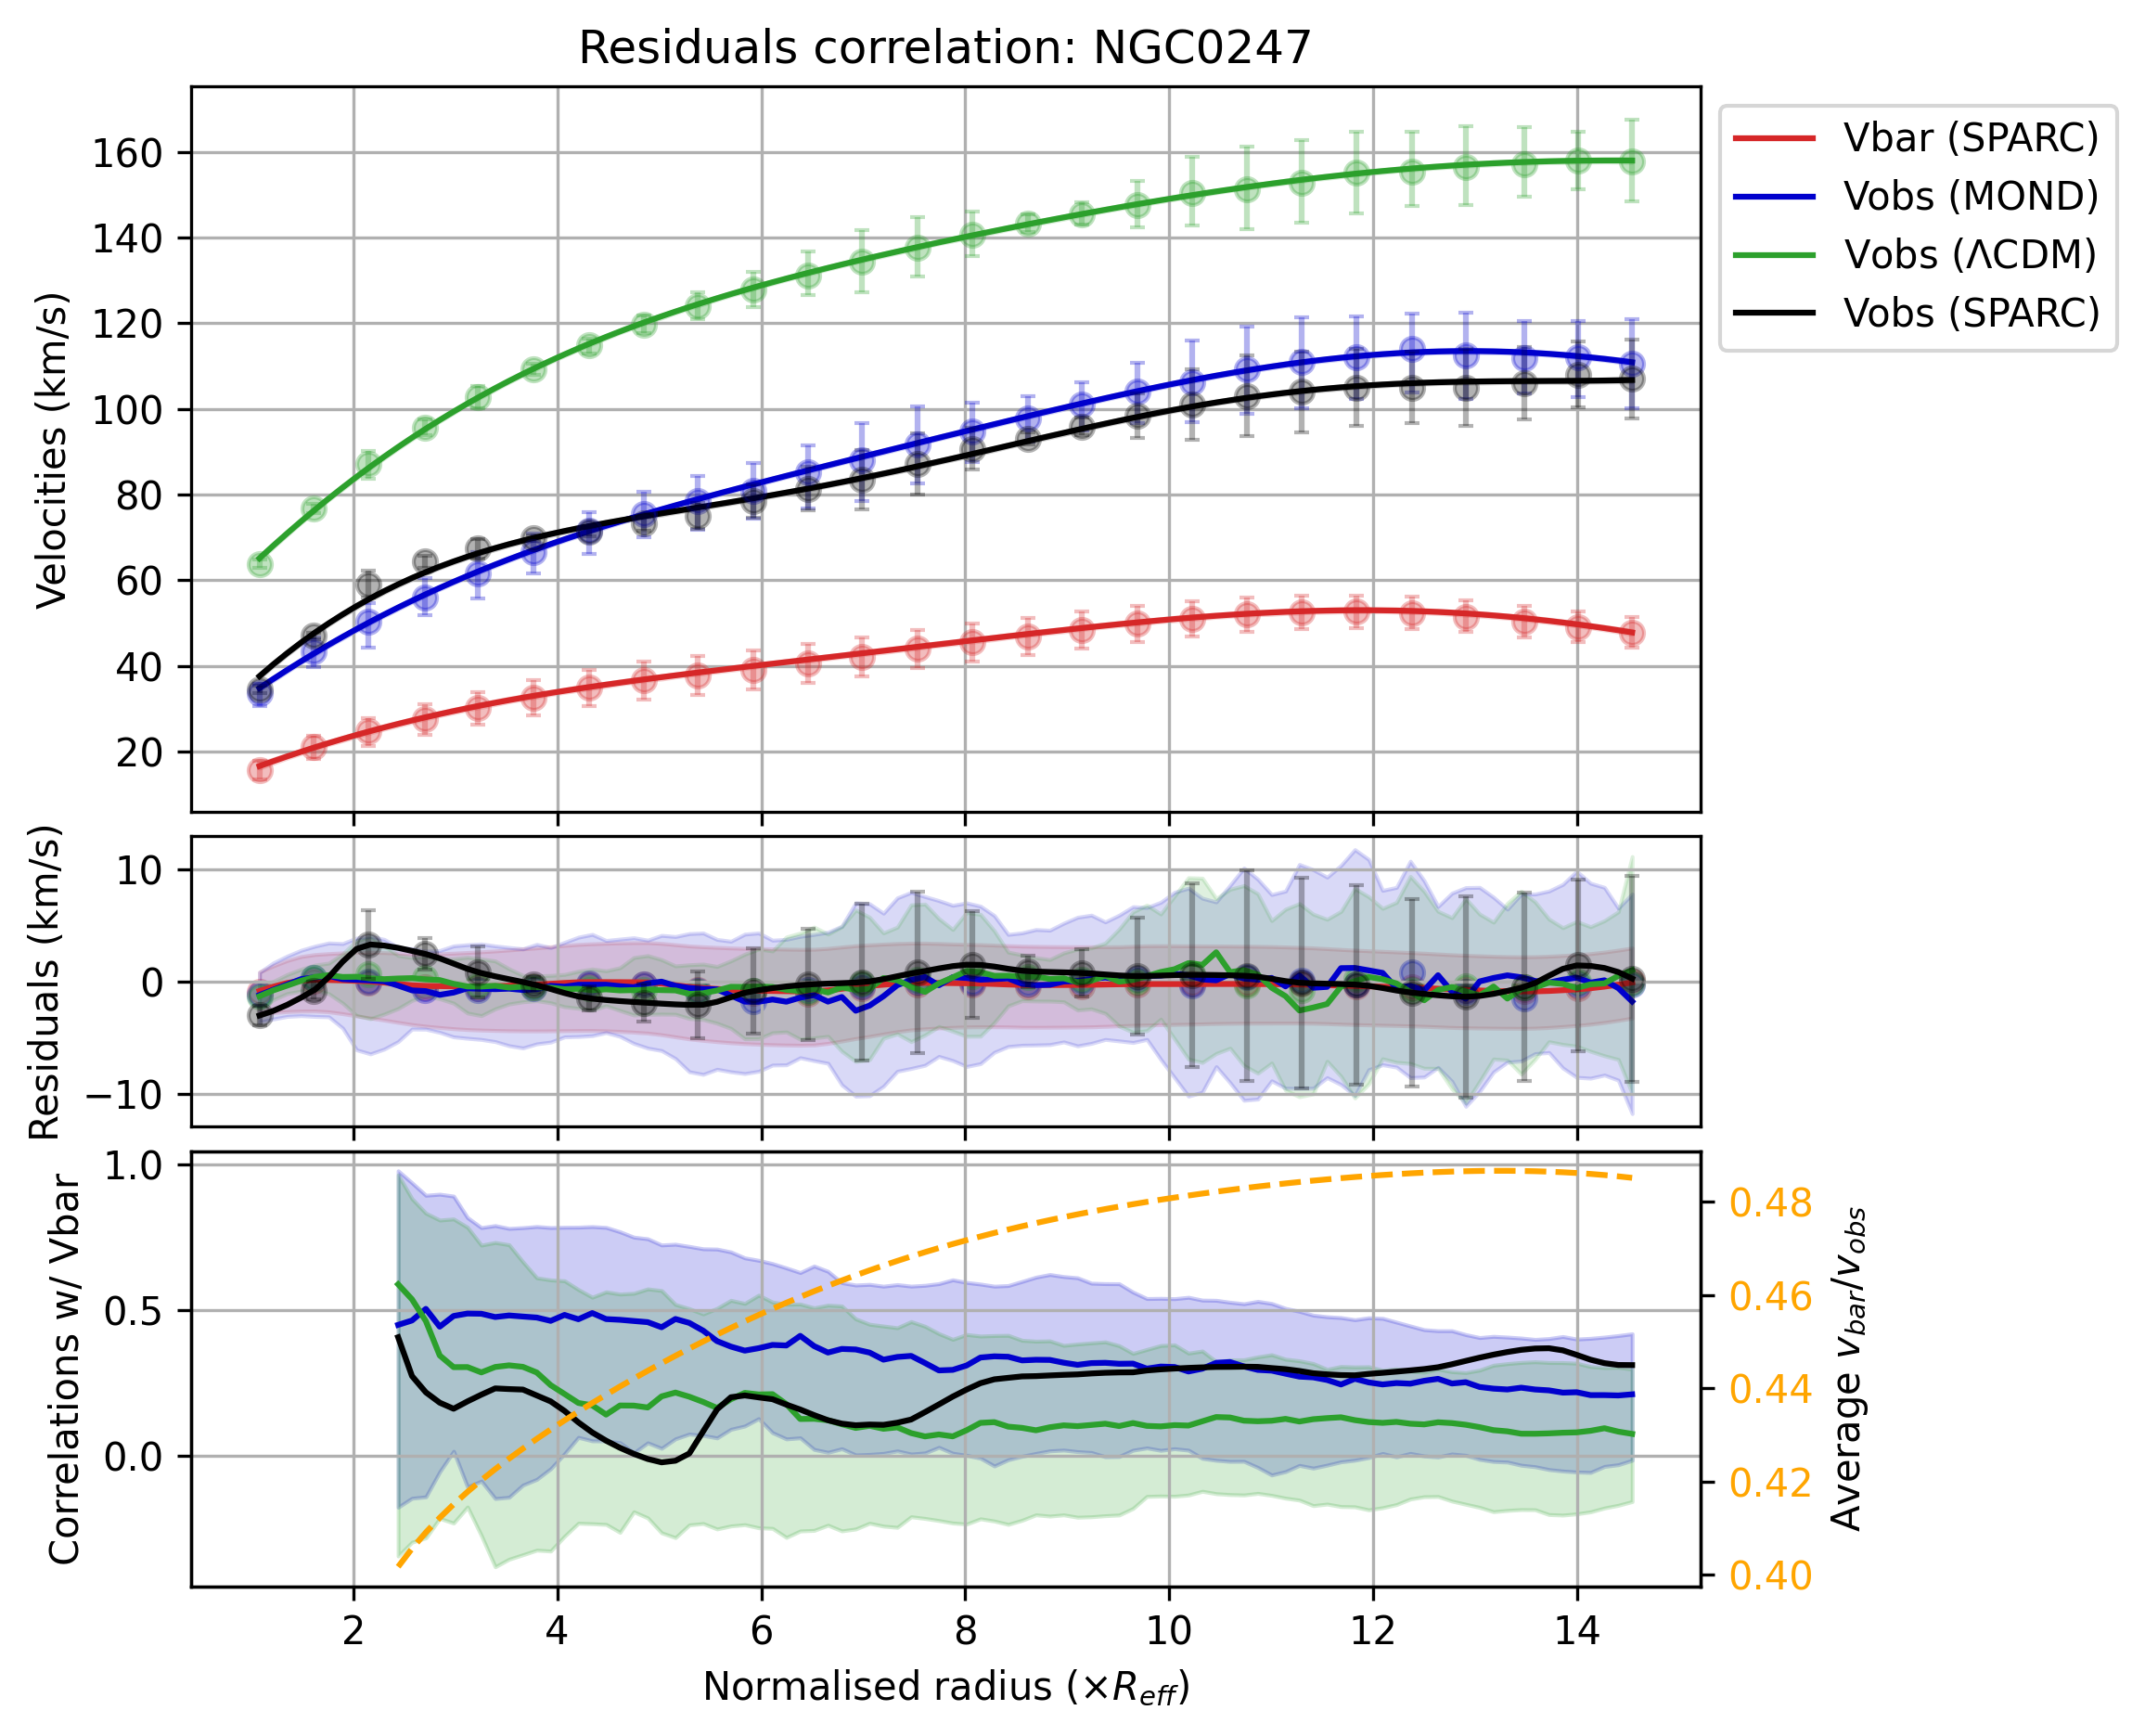 Residuals correlation: NGC0247
Velocities (km/s)
160
140
120
100
80
60
40
20
Vbar (SPARC)
Vobs (MOND)
Vobs (ΛCDM)
Vobs (SPARC)
Residuals (km/s)
10
0
−10
Correlations w/ Vbar
1.0
0.5
0.0
0.48
0.46
0.44
0.42
0.40
Average v_bar/v_obs
2 4 6 8 10 12 14
Normalised radius (×R_eff)